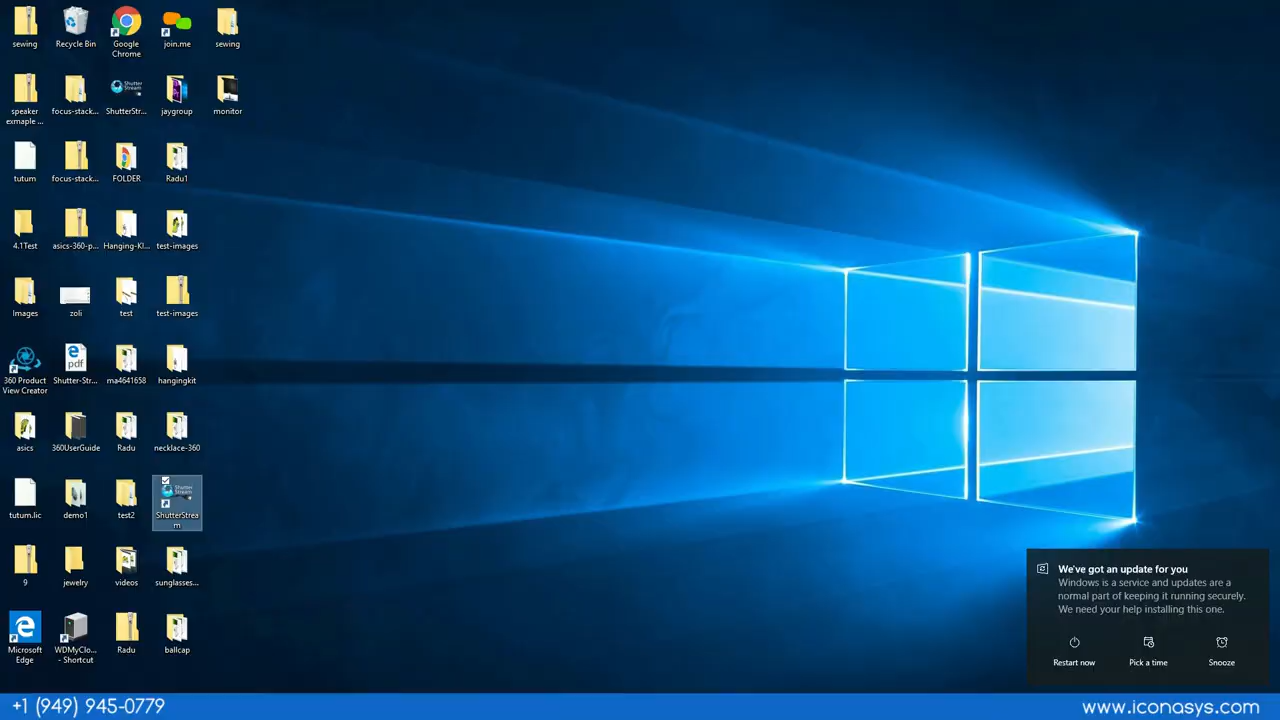 sewing
Recycle Bin
Google
Chrome
join.me
sewing
speaker
exmaple ...
focus-stack...
ShutterStr...
jaygroup
monitor
tutum
focus-stack...
FOLDER
Radu1
4.1Test
asics-360-p...
Hanging-KI...
test-images
Images
zoli
test
test-images
360 Product
View Creator
pdf
Shutter-Str...
ma4641658
hangingkit
asics
360UserGuide
Radu
necklace-360
tutum.lic
demo1
test2
Shutter
Stream
ShutterStrea
m
9
jewelry
videos
sunglasses...
Microsoft
Edge
WDMyClo...
- Shortcut
Radu
ballcap
We've got an update for you
Windows is a service and updates are a
normal part of keeping it running securely.
We need your help installing this one.
Restart now
Pick a time
Snooze
+1 (949) 945-0779
www.iconasys.com